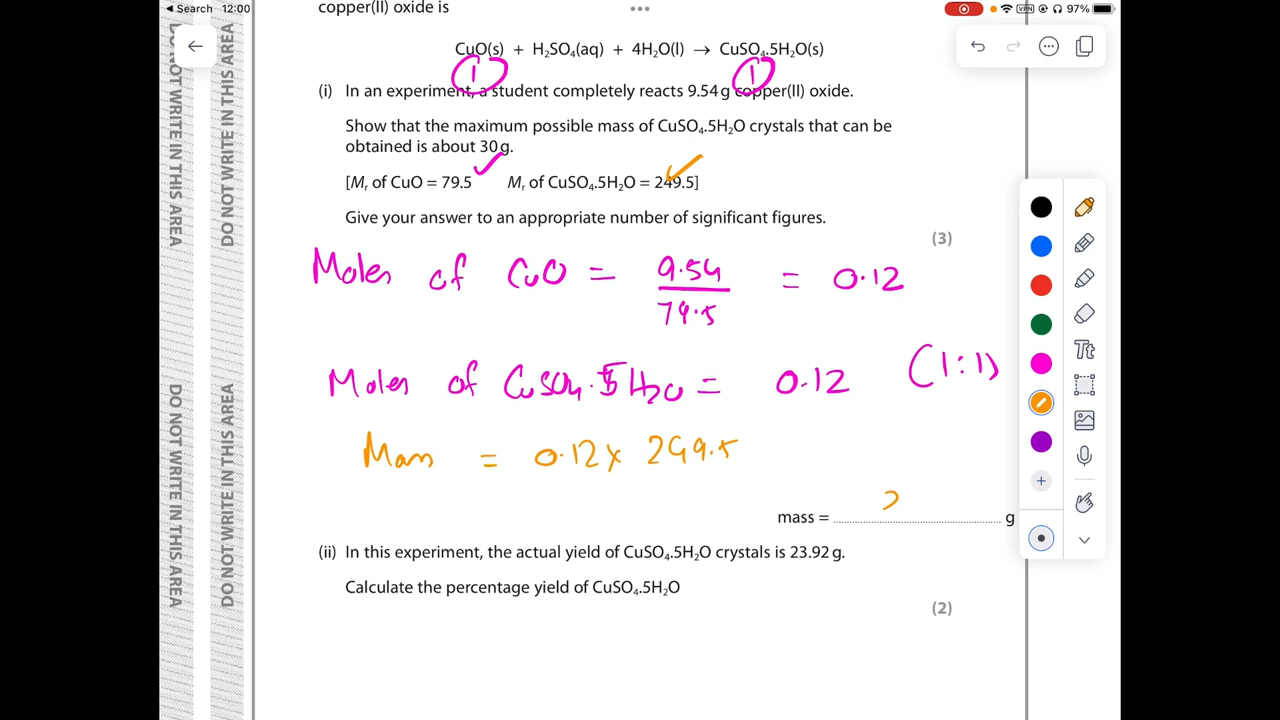 Search 12:00
VPN 97%
copper(II) oxide is
CuO(s) + H₂SO₄(aq) + 4H₂O(l) → CuSO₄.5H₂O(s)
1 1
(i) In an experiment, a student completely reacts 9.54 g copper(II) oxide.
Show that the maximum possible mass of CuSO₄.5H₂O crystals that can be
obtained is about 30 g.
[Mr of CuO = 79.5 Mr of CuSO₄.5H₂O = 249.5]
Give your answer to an appropriate number of significant figures.
(3)
Moles of CuO = 9.54 / 79.5 = 0.12
Moles of CuSO4.5H2O = 0.12 (1:1)
Mass = 0.12 x 249.5
mass = ........................................... g
(ii) In this experiment, the actual yield of CuSO₄.5H₂O crystals is 23.92 g.
Calculate the percentage yield of CuSO₄.5H₂O
(2)
DO NOT WRITE IN THIS AREA
DO NOT WRITE IN THIS AREA
DO NOT WRITE IN THIS AREA
DO NOT WRITE IN THIS AREA
Tt